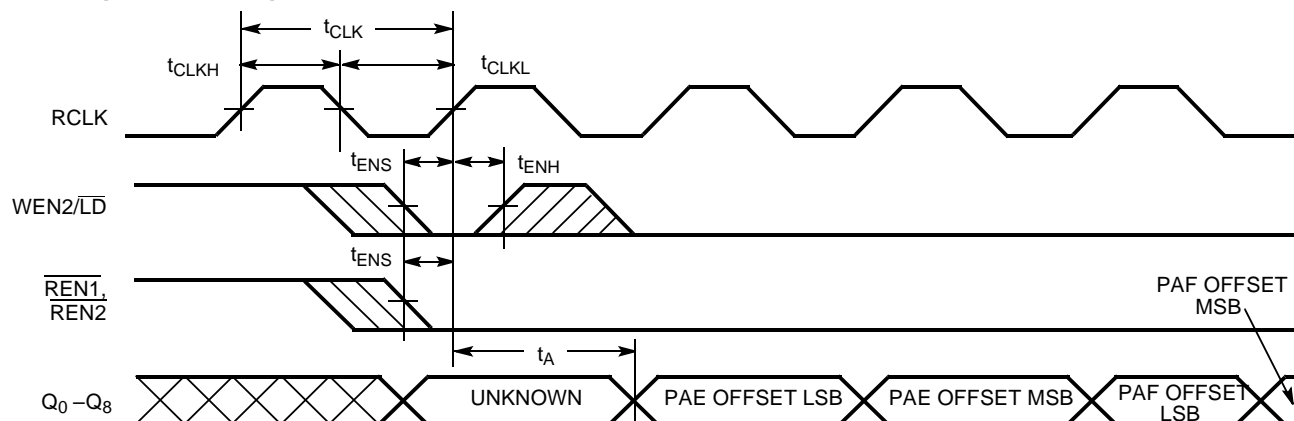 tCLK
tCLKH
tCLKL
RCLK
tENS
tENH
WEN2/LD
tENS
REN1,
REN2
PAF OFFSET
MSB
tA
Q0 –Q8
UNKNOWN
PAE OFFSET LSB
PAE OFFSET MSB
PAF OFFSET
LSB